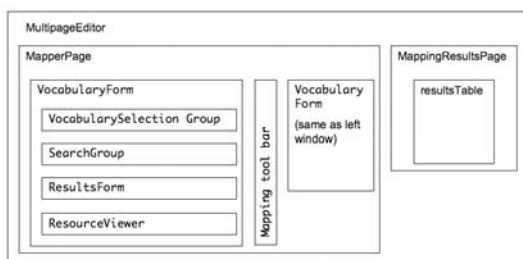 MultipageEditor
MapperPage
VocabularyForm
VocabularySelection Group
SearchGroup
ResultsForm
ResourceViewer
Mapping tool bar
Vocabulary
Form
(same as left
window)
MappingResultsPage
resultsTable